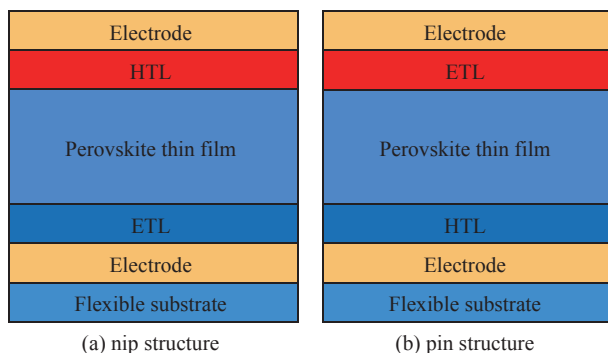 Electrode
HTL
Perovskite thin film
ETL
Electrode
Flexible substrate
(a) nip structure
Electrode
ETL
Perovskite thin film
HTL
Electrode
Flexible substrate
(b) pin structure